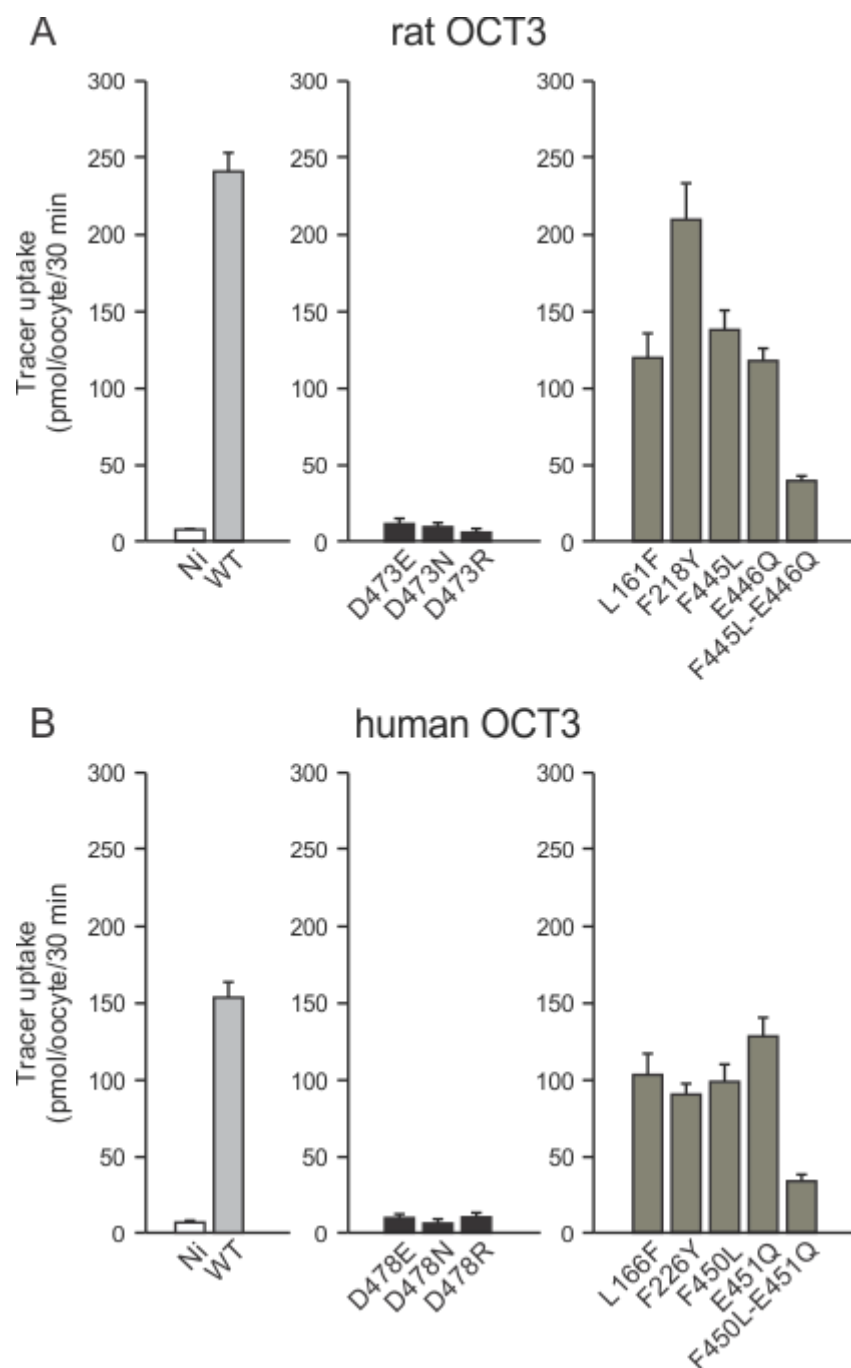 A
rat OCT3
Tracer uptake
(pmol/oocyte/30 min
300
250
200
150
100
50
0
Ni
WT
300
250
200
150
100
50
0
D473E
D473N
D473R
300
250
200
150
100
50
0
L161F
F218Y
F445L
E446Q
F445L-E446Q
B
human OCT3
Tracer uptake
(pmol/oocyte/30 min
300
250
200
150
100
50
0
Ni
WT
300
250
200
150
100
50
0
D478E
D478N
D478R
300
250
200
150
100
50
0
L166F
F226Y
F450L
E451Q
F450L-E451Q